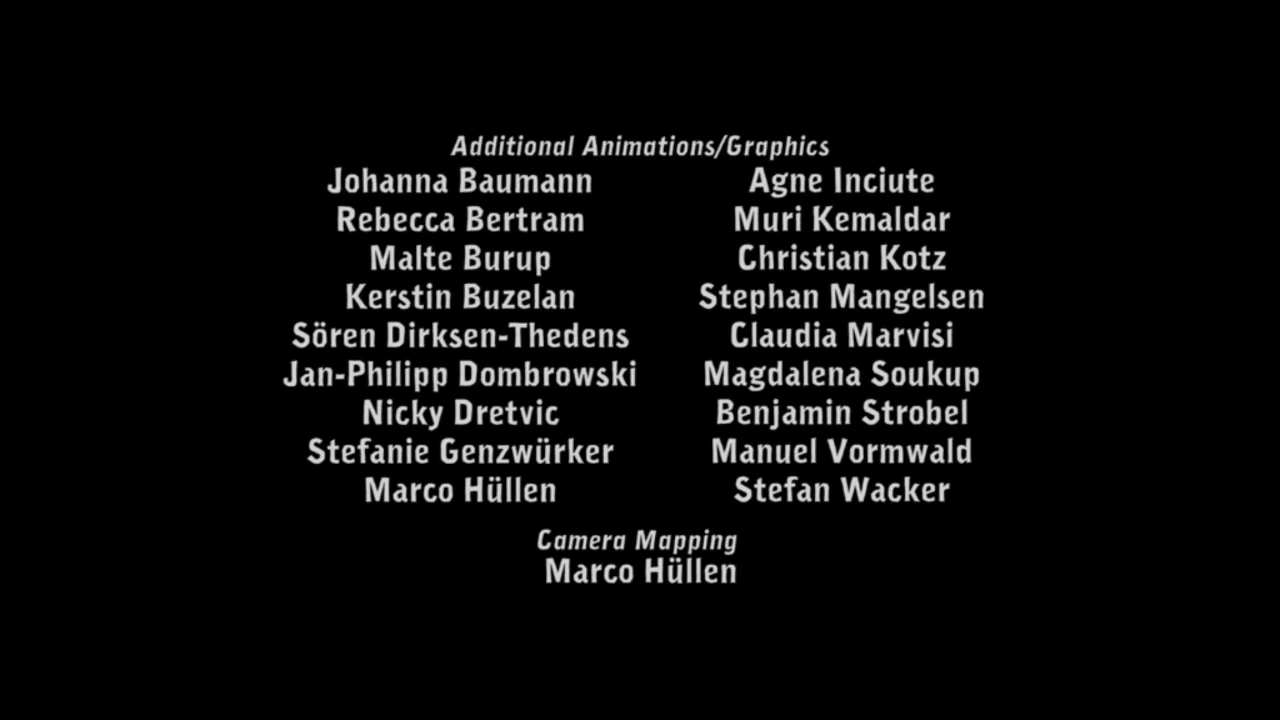 Additional Animations/Graphics
Johanna Baumann Agne Inciute
Rebecca Bertram Muri Kemaldar
Malte Burup Christian Kotz
Kerstin Buzelan Stephan Mangelsen
Sören Dirksen-Thedens Claudia Marvisi
Jan-Philipp Dombrowski Magdalena Soukup
Nicky Dretvic Benjamin Strobel
Stefanie Genzwürker Manuel Vormwald
Marco Hüllen Stefan Wacker
Camera Mapping
Marco Hüllen